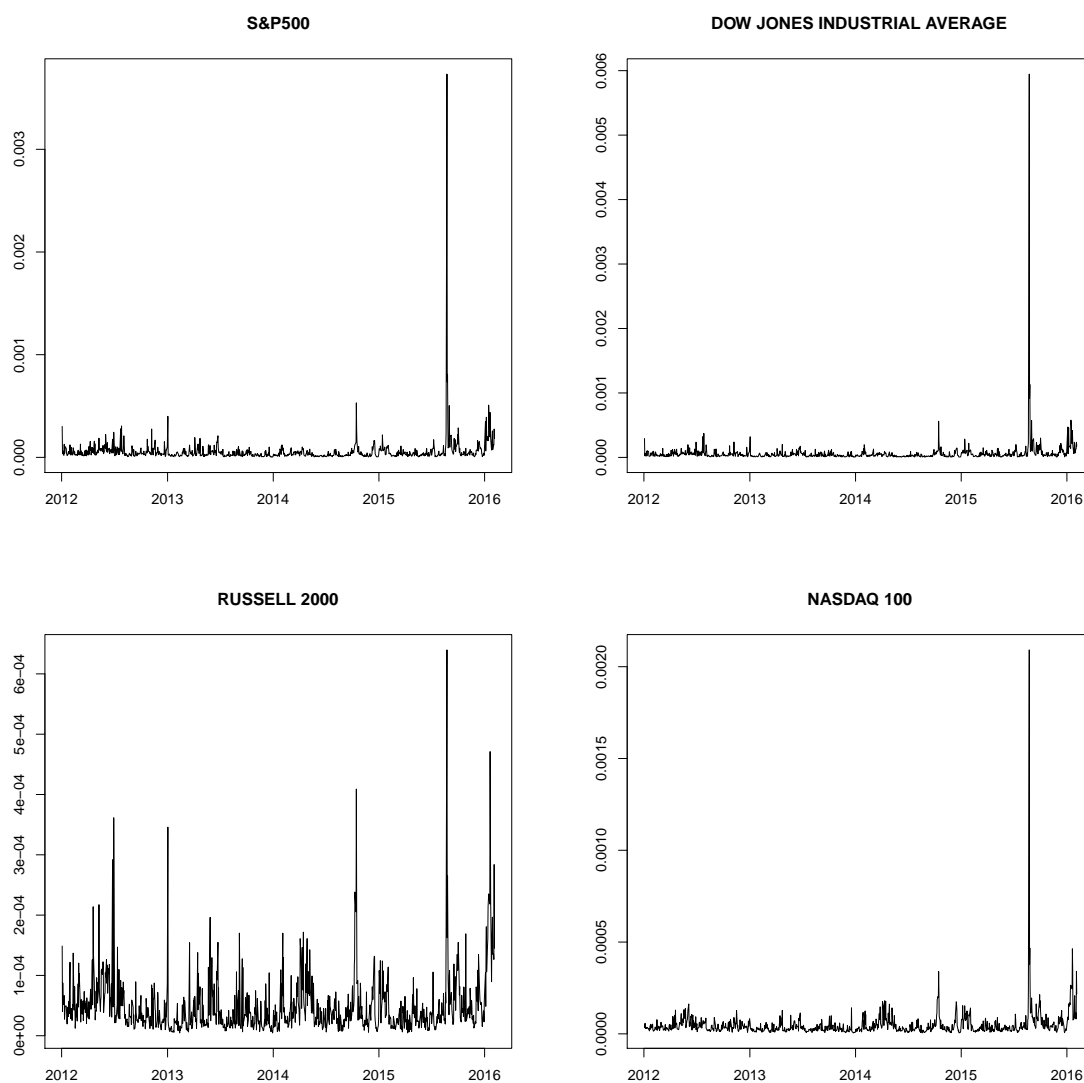 S&P500
0.003
0.002
0.001
0.000
2012 2013 2014 2015 2016
DOW JONES INDUSTRIAL AVERAGE
0.006
0.005
0.004
0.003
0.002
0.001
0.000
2012 2013 2014 2015 2016
RUSSELL 2000
6e-04
5e-04
4e-04
3e-04
2e-04
1e-04
0e+00
2012 2013 2014 2015 2016
NASDAQ 100
0.0020
0.0015
0.0010
0.0005
0.0000
2012 2013 2014 2015 2016